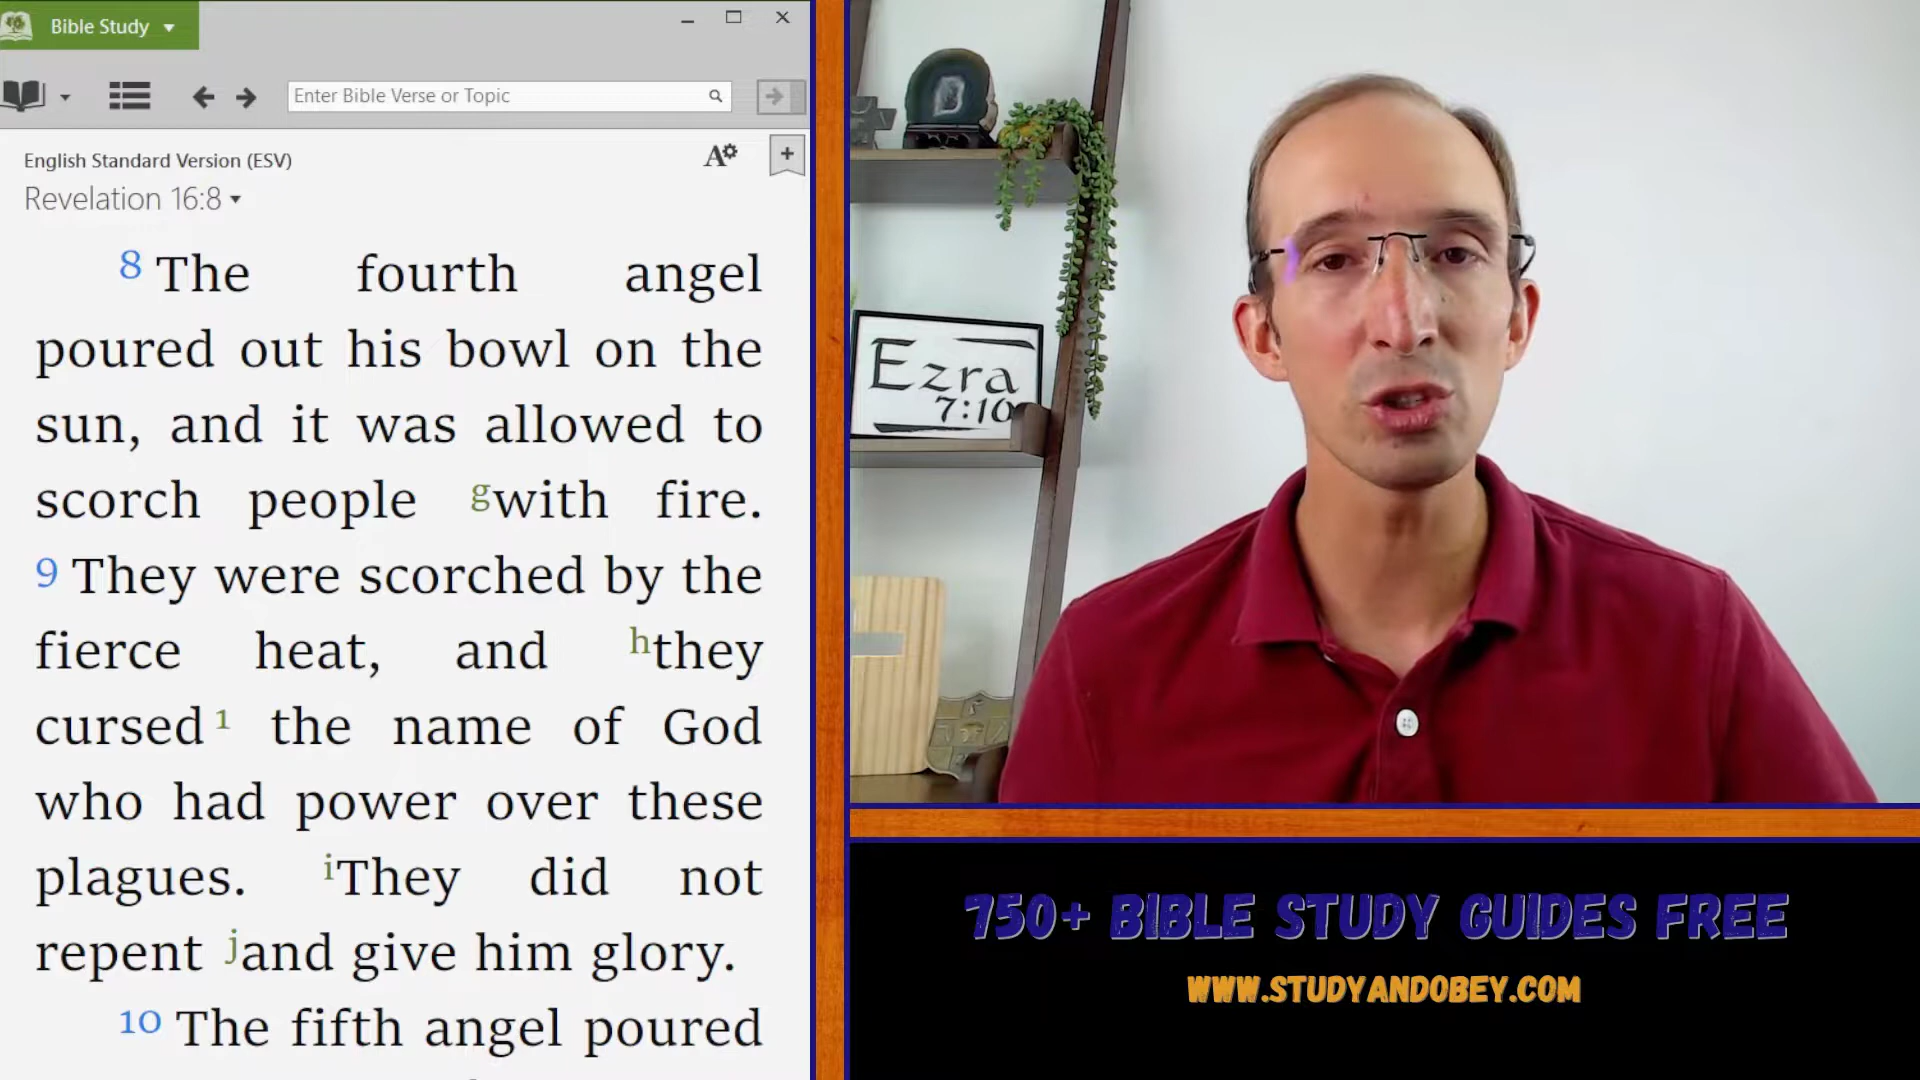 Bible Study
Enter Bible Verse or Topic
English Standard Version (ESV)
Revelation 16:8
8 The fourth angel
poured out his bowl on the
sun, and it was allowed to
scorch people gwith fire.
9 They were scorched by the
fierce heat, and hthey
cursed1 the name of God
who had power over these
plagues. iThey did not
repent jand give him glory.
10 The fifth angel poured
Ezra
7:10
750+ BIBLE STUDY GUIDES FREE
WWW.STUDYANDOBEY.COM